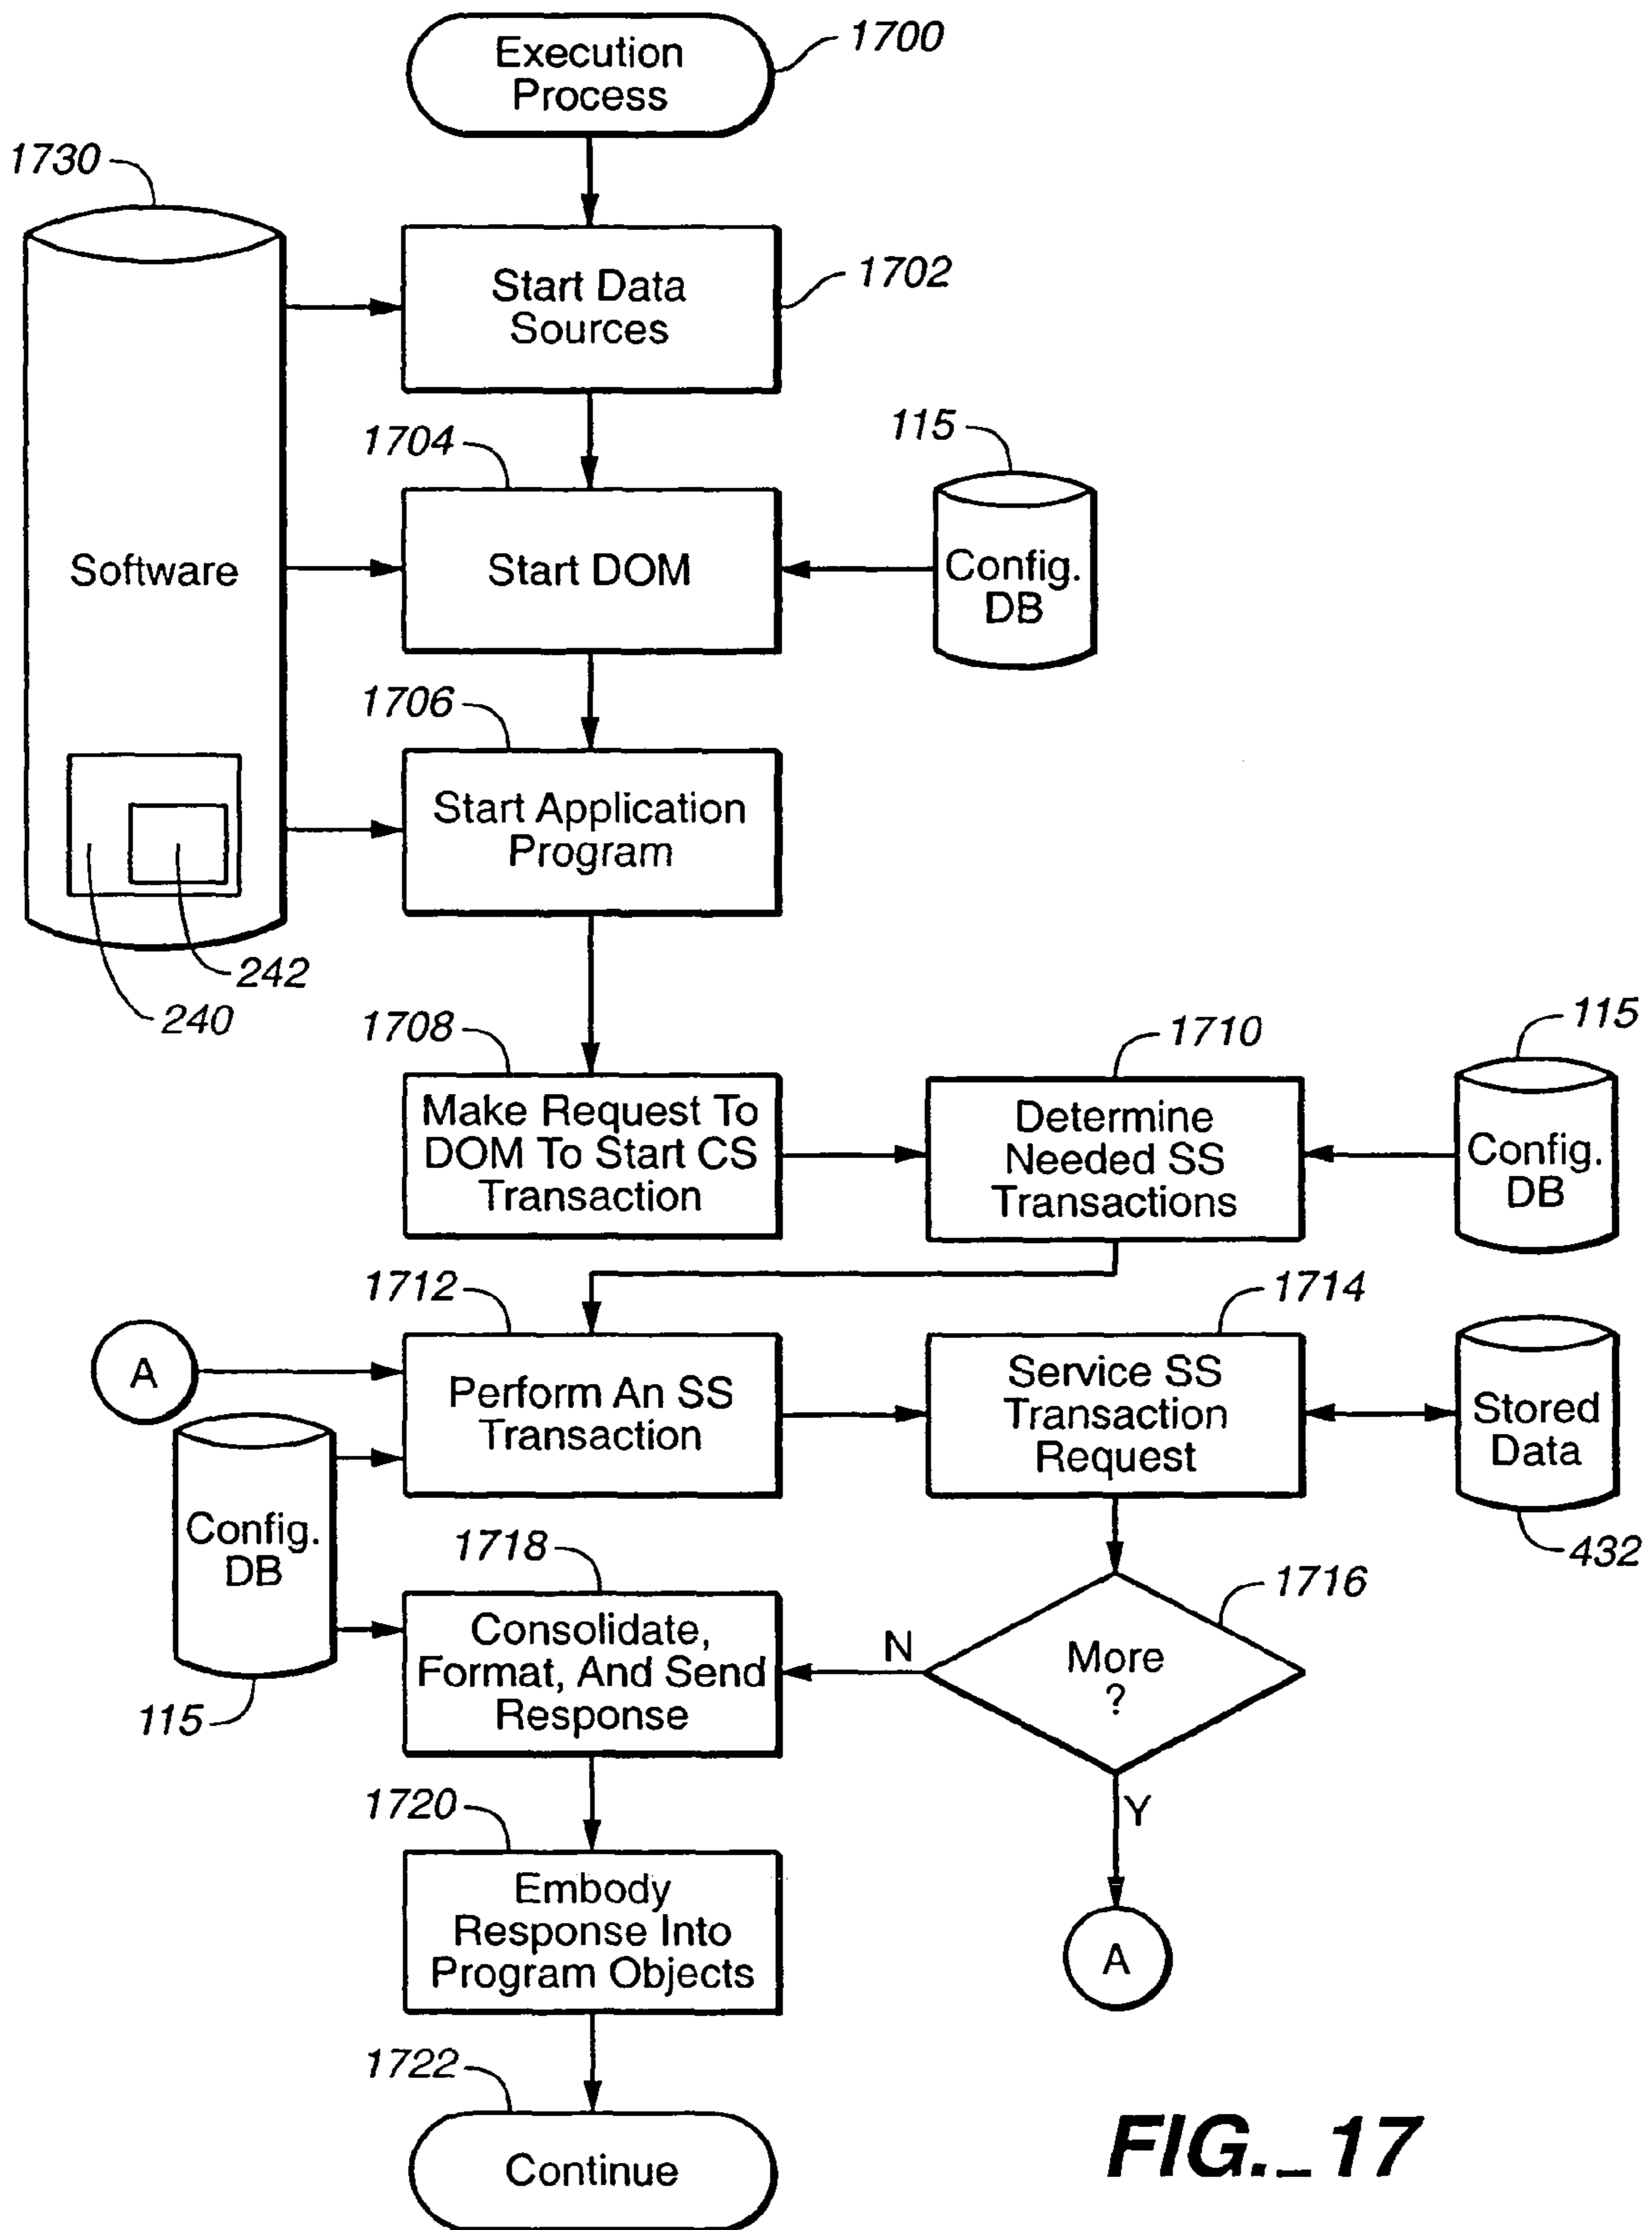 Execution
Process
1700
1730
Start Data
Sources
1702
1704
115
Software
Start DOM
Config.
DB
1706
Start Application
Program
242
240
1708
1710
115
Make Request To
DOM To Start CS
Transaction
Determine
Needed SS
Transactions
Config.
DB
1712
1714
A
Perform An SS
Transaction
Service SS
Transaction
Request
Stored
Data
432
Config.
DB
115
1718
1716
Consolidate,
Format, And Send
Response
N
More
?
Y
1720
Embody
Response Into
Program Objects
A
1722
Continue
FIG._17